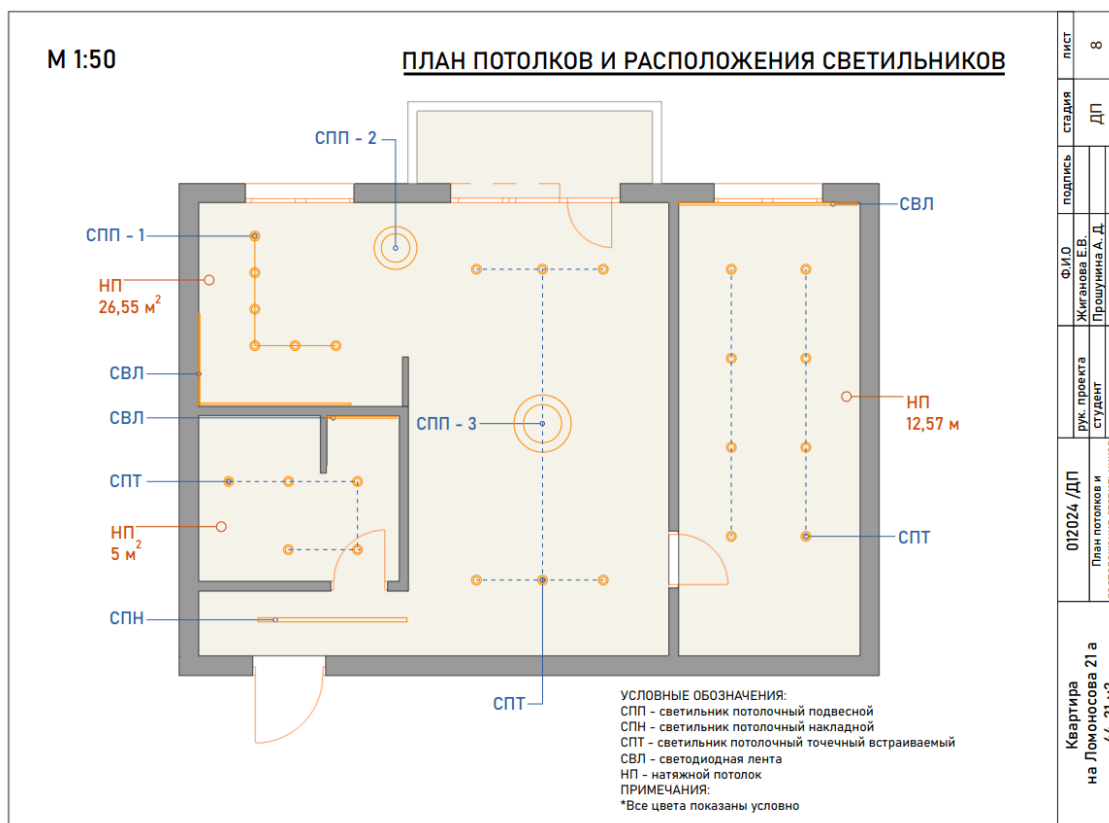 М 1:50
ПЛАН ПОТОЛКОВ И РАСПОЛОЖЕНИЯ СВЕТИЛЬНИКОВ
СПП - 2
СПП - 1
НП
26,55 м²
СВЛ
СВЛ
СПТ
НП
5 м²
СПН
СПП - 3
СПТ
СВЛ
НП
12,57 м
СПТ
УСЛОВНЫЕ ОБОЗНАЧЕНИЯ:
СПП - светильник потолочный подвесной
СПН - светильник потолочный накладной
СПТ - светильник потолочный точечный встраиваемый
СВЛ - светодиодная лента
НП - натяжной потолок
ПРИМЕЧАНИЯ:
*Все цвета показаны условно
лист
8
стадия
ДП
подпись
Ф.И.О
Жиганова Е.В.
Прошунина А. Д.
рук. проекта
студент
012024 /ДП
План потолков и
Квартира
на Ломоносова 21 а